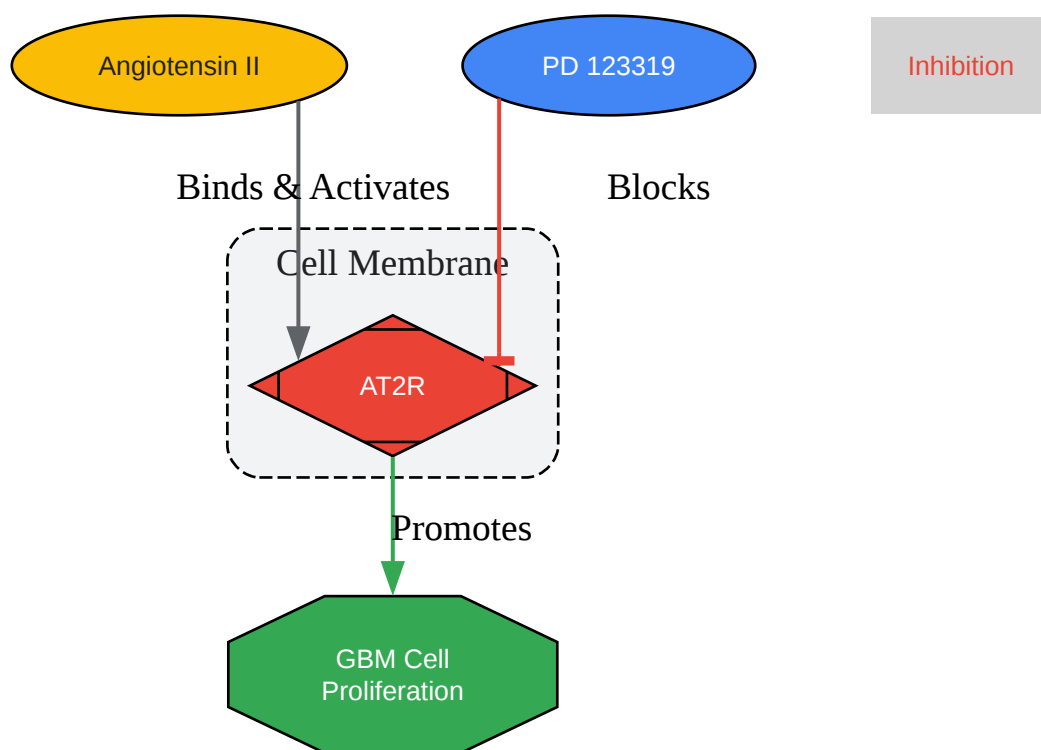 Angiotensin II
PD 123319
Inhibition
Binds & Activates
Blocks
Cell Membrane
AT2R
Promotes
GBM Cell
Proliferation